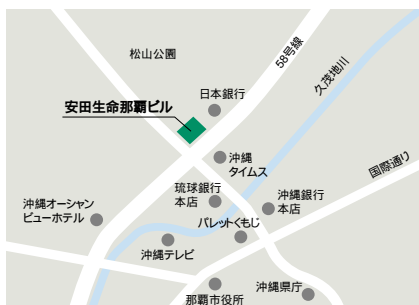 松山公園
58号線
久茂地川
日本銀行
安田生命那覇ビル
沖縄
タイムス
国際通り
琉球銀行
本店
沖縄銀行
本店
沖縄オーシャン
ビューホテル
パレットくもじ
沖縄テレビ
那覇市役所
沖縄県庁